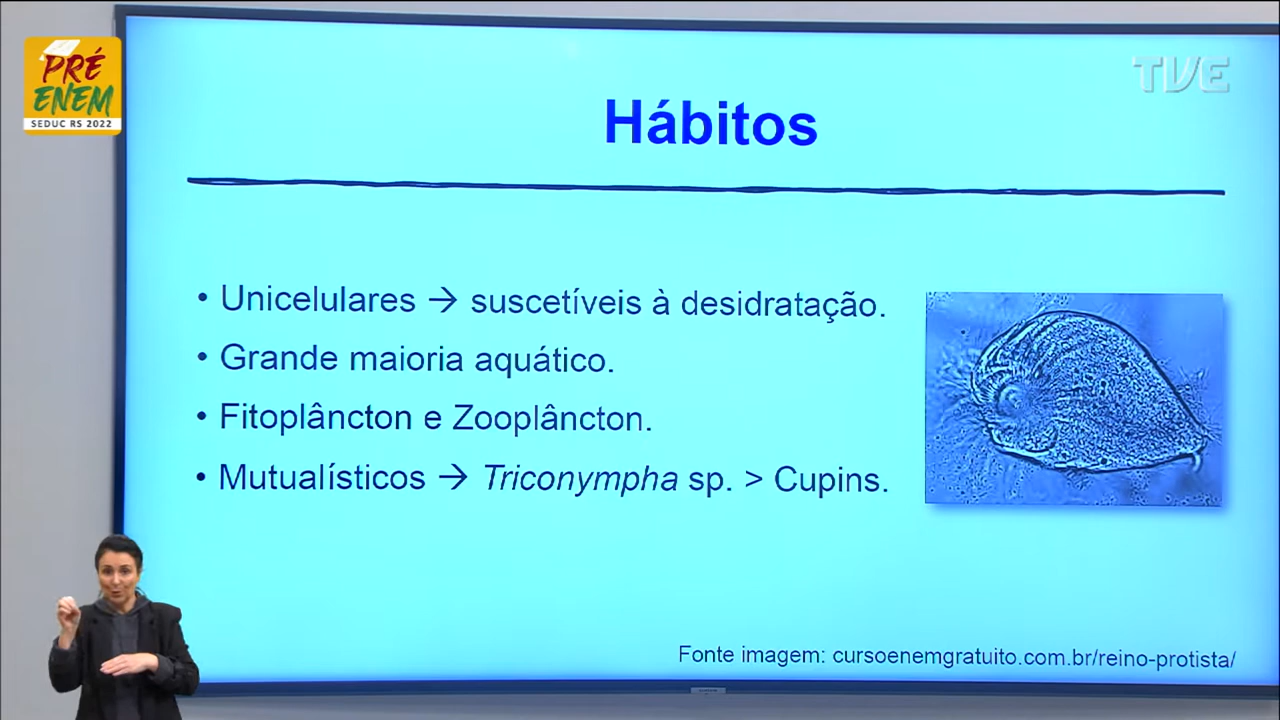 PRÉ
ENEM
SEDUC RS 2022
TVE
Hábitos
• Unicelulares → suscetíveis à desidratação.
• Grande maioria aquático.
• Fitoplâncton e Zooplâncton.
• Mutualísticos → Triconympha sp. > Cupins.
Fonte imagem: cursoenemgratuito.com.br/reino-protista/